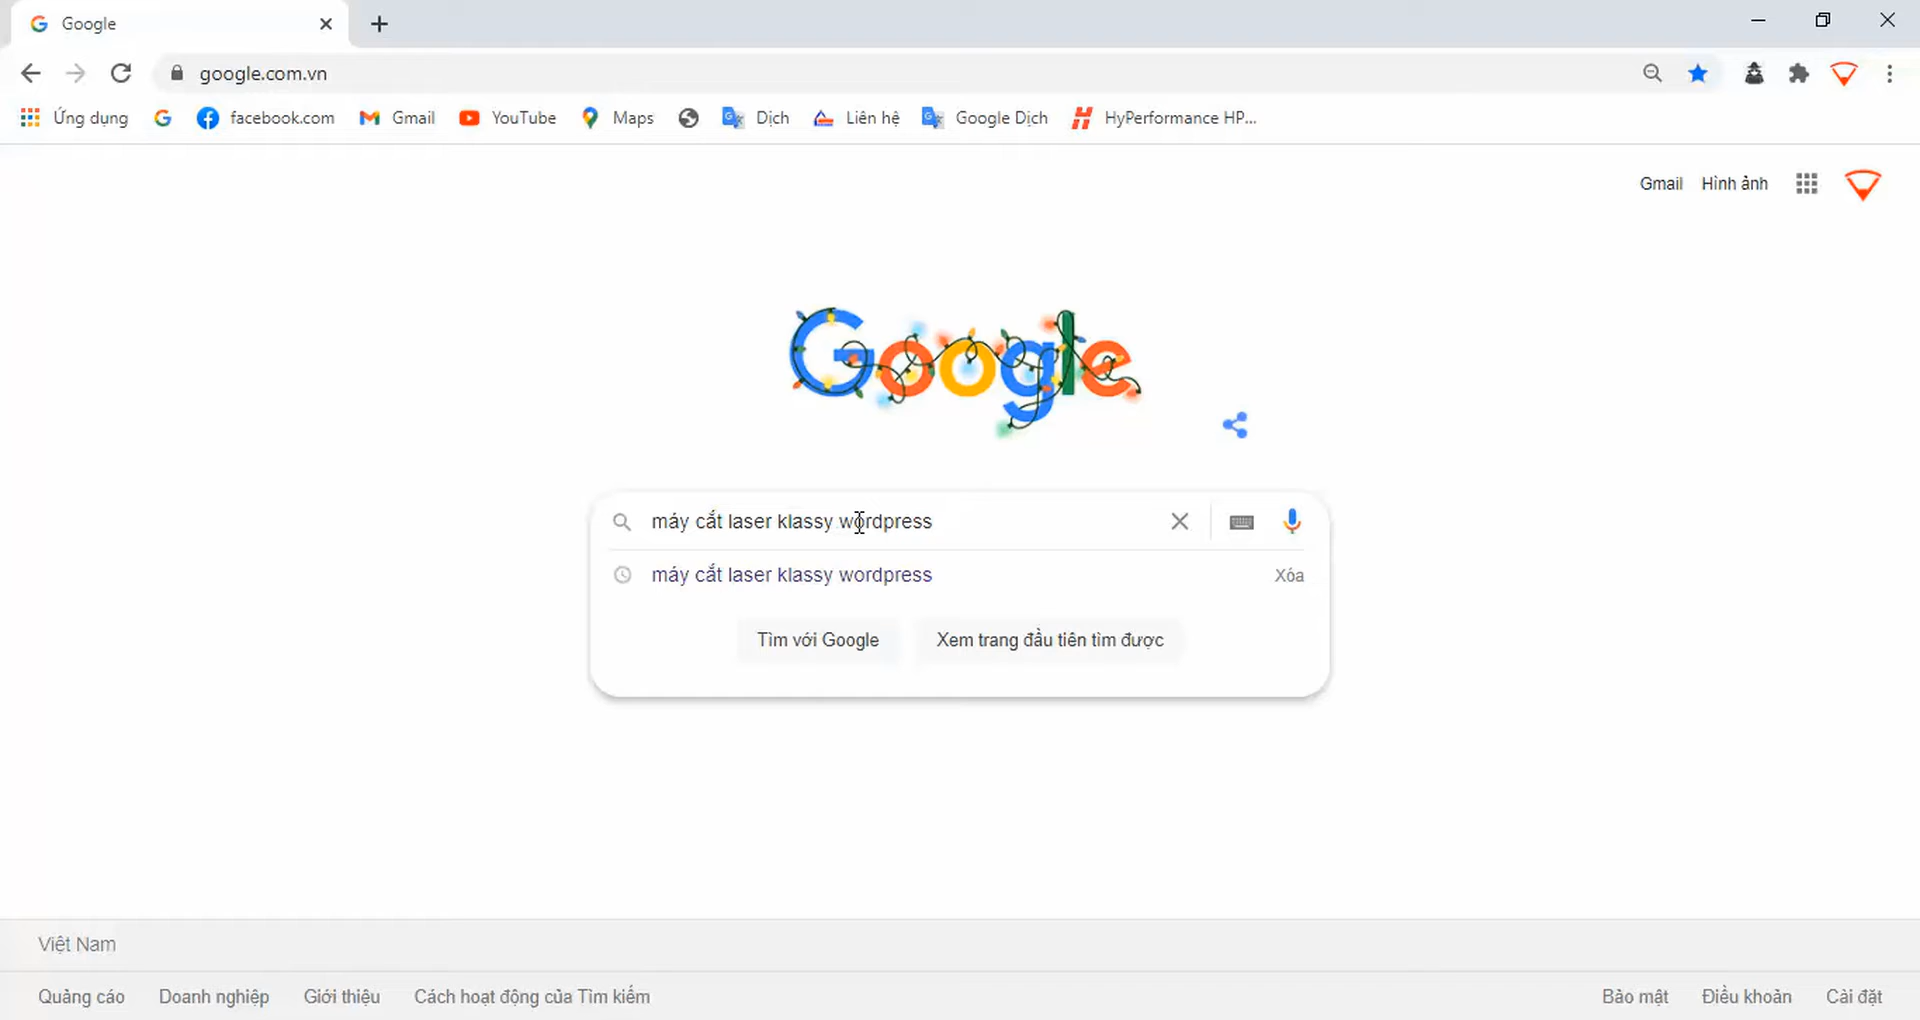 Google
google.com.vn
Ứng dụng facebook.com Gmail YouTube Maps Dịch Liên hệ Google Dịch HyPerformance HP...
Gmail Hình ảnh
Google
máy cắt laser klassy wordpress
máy cắt laser klassy wordpress Xóa
Tìm với Google Xem trang đầu tiên tìm được
Việt Nam
Quảng cáo Doanh nghiệp Giới thiệu Cách hoạt động của Tìm kiếm Bảo mật Điều khoản Cài đặt